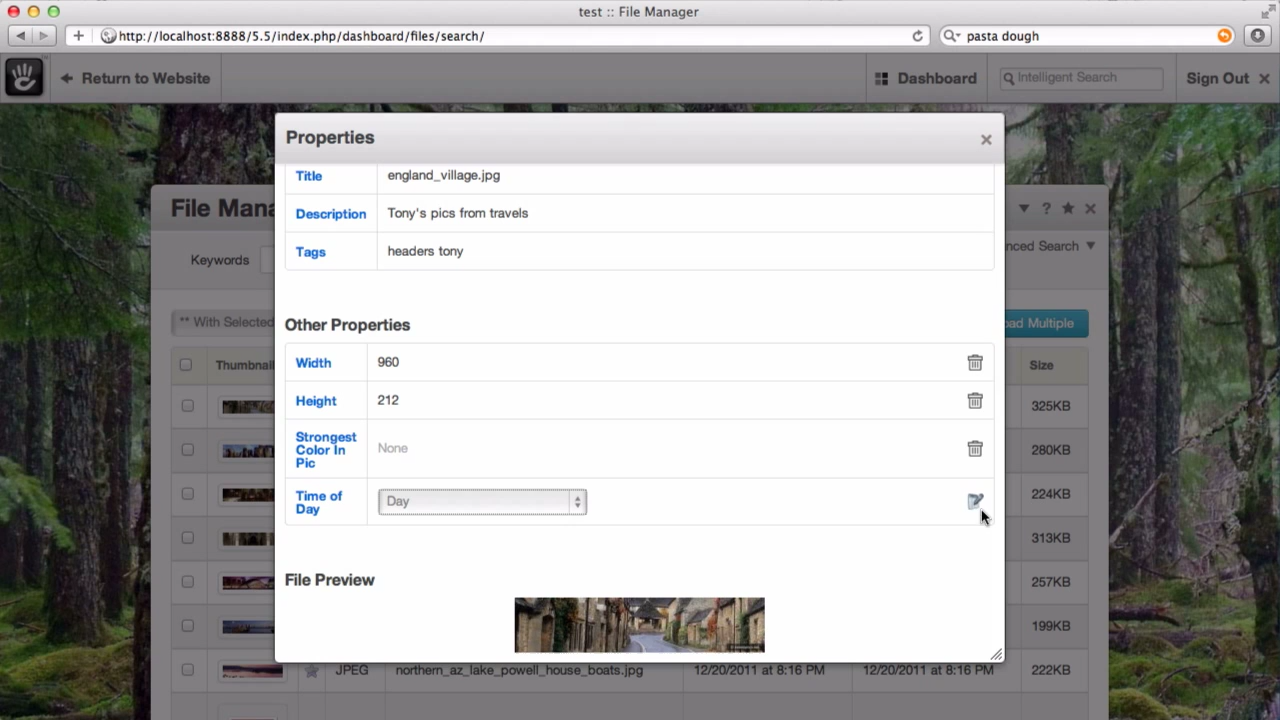 test :: File Manager
http://localhost:8888/5.5/index.php/dashboard/files/search/
pasta dough
Return to Website
Dashboard
Intelligent Search
Sign Out
Properties
File Mana
?
Title
england_village.jpg
Description
Tony's pics from travels
nced Search
Keywords
Tags
headers tony
** With Selected
Other Properties
oad Multiple
Width
960
Thumbnail
Size
Height
212
325KB
Strongest
Color In
Pic
None
280KB
Time of
Day
Day
224KB
313KB
File Preview
257KB
199KB
JPEG
northern_az_lake_powell_house_boats.jpg
12/20/2011 at 8:16 PM
12/20/2011 at 8:16 PM
222KB